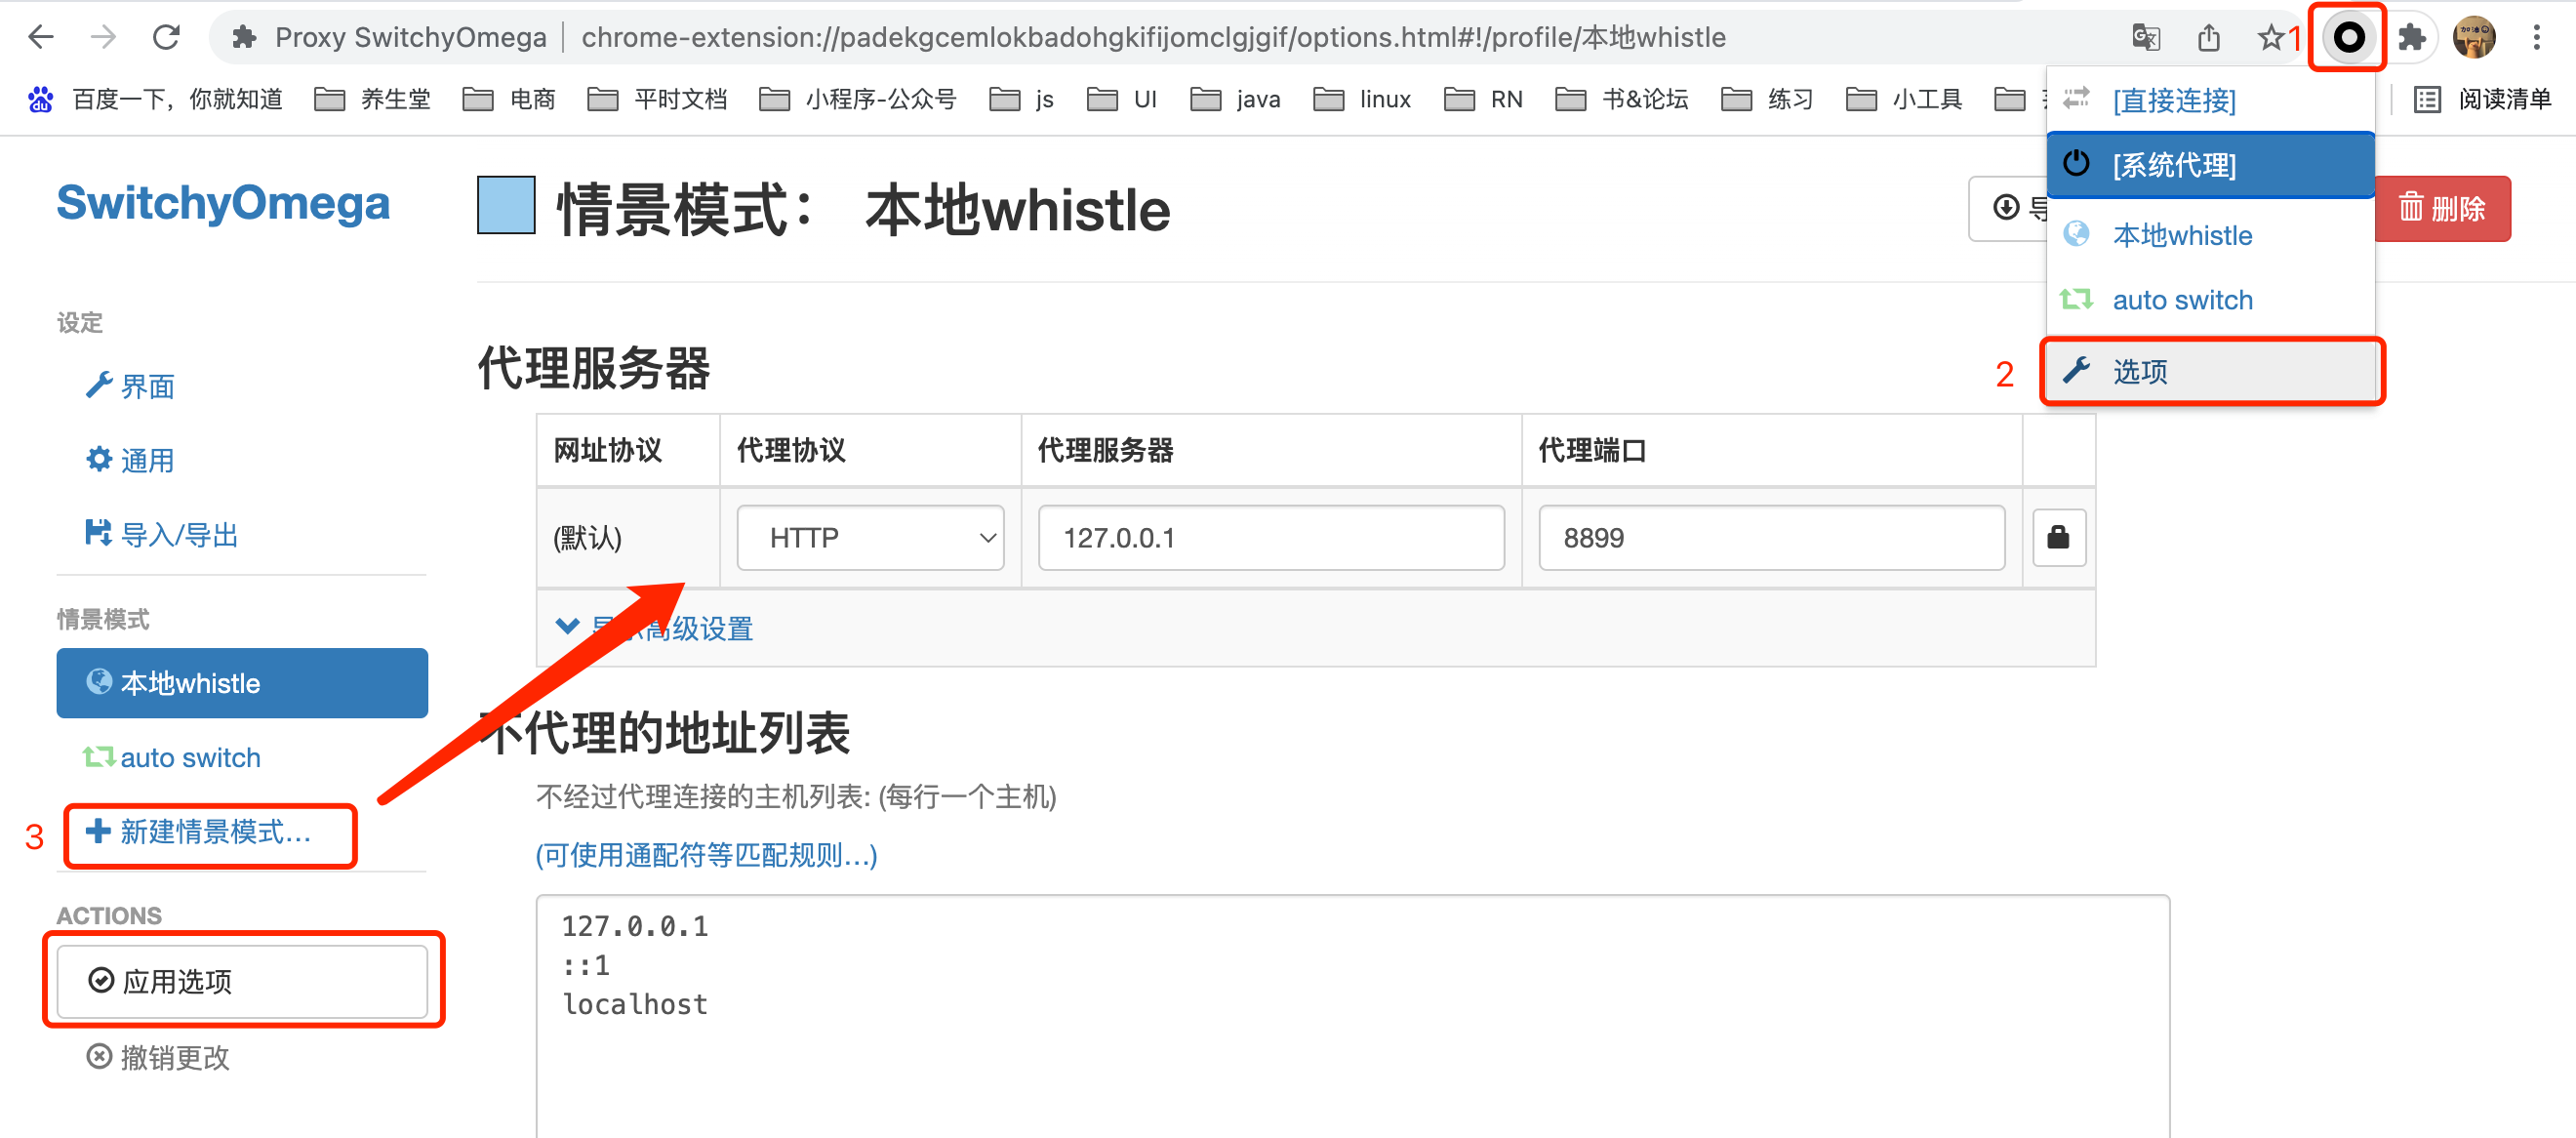 Proxy SwitchyOmega | chrome-extension://padekgcemlokbadohgkifijomclgjgif/options.html#!/profile/本地whistle
1
百度一下，你就知道 养生堂 电商 平时文档 小程序-公众号 js UI java linux RN 书&论坛 练习 小工具 阅读清单
[直接连接]
[系统代理]
本地whistle
auto switch
2 选项
SwitchyOmega
情景模式： 本地whistle
删除
设定
界面
通用
导入/导出
情景模式
本地whistle
auto switch
3 新建情景模式...
ACTIONS
应用选项
撤销更改
代理服务器
网址协议 代理协议 代理服务器 代理端口
(默认) HTTP 127.0.0.1 8899
显示高级设置
不代理的地址列表
不经过代理连接的主机列表: (每行一个主机)
(可使用通配符等匹配规则...)
127.0.0.1
::1
localhost